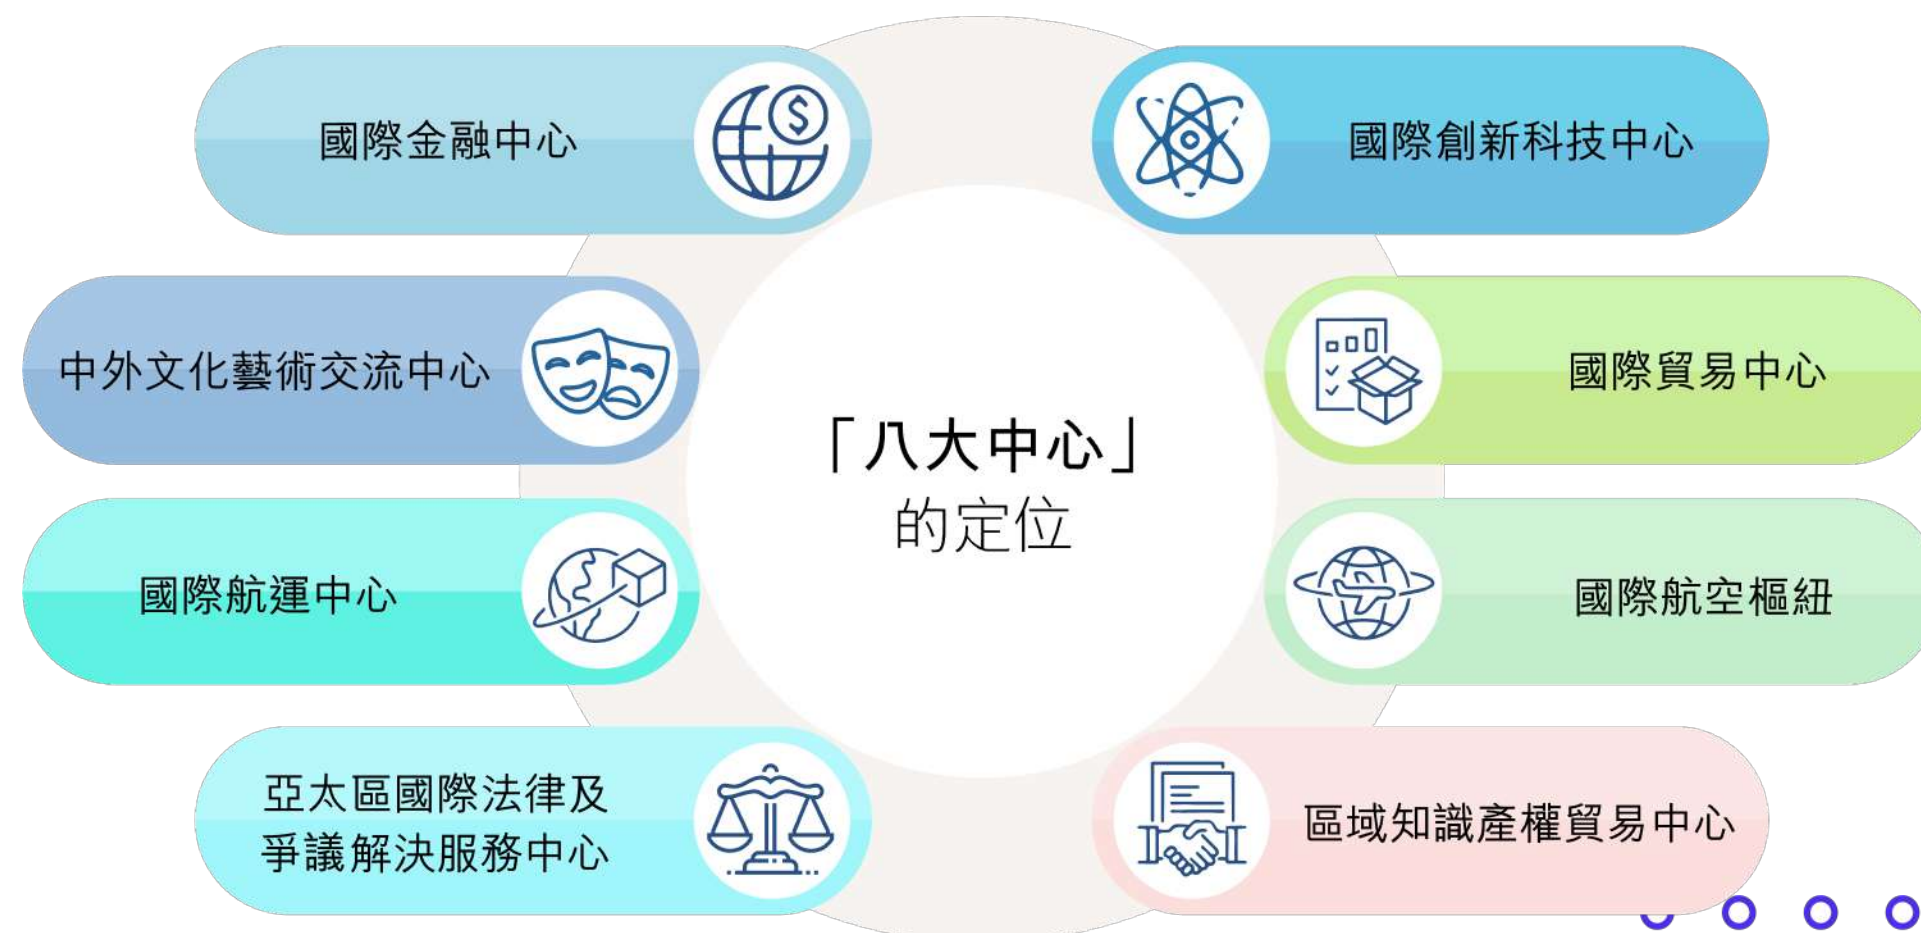 國際金融中心
國際創新科技中心
中外文化藝術交流中心
國際貿易中心
「八大中心」
的定位
國際航運中心
國際航空樞紐
亞太區國際法律及
爭議解決服務中心
區域知識產權貿易中心